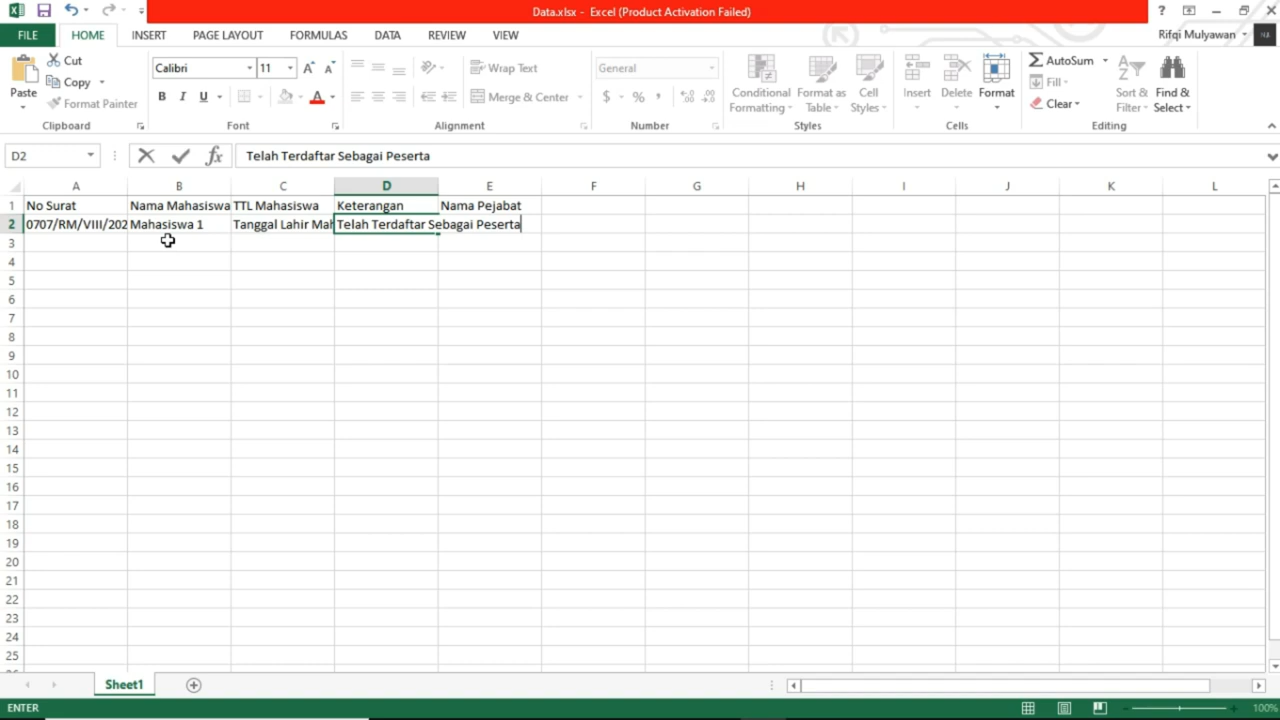 Data.xlsx - Excel (Product Activation Failed)
FILE HOME INSERT PAGE LAYOUT FORMULAS DATA REVIEW VIEW Rifqi Mulyawan
Cut
Copy
Format Painter
Paste
Clipboard
Calibri 11
B I U
Font
Wrap Text
Merge & Center
Alignment
General
$ % ,
Number
Conditional Formatting
Format as Table
Cell Styles
Styles
Insert
Delete
Format
Cells
AutoSum
Fill
Clear
Sort & Filter
Find & Select
Editing
D2 fx Telah Terdaftar Sebagai Peserta
A B C D E F G H I J K L
1 No Surat Nama Mahasiswa TTL Mahasiswa Keterangan Nama Pejabat
2 0707/RM/VIII/202 Mahasiswa 1 Tanggal Lahir Mah Telah Terdaftar Sebagai Peserta
3
4
5
6
7
8
9
10
11
12
13
14
15
16
17
18
19
20
21
22
23
24
25
Sheet1
ENTER 100%